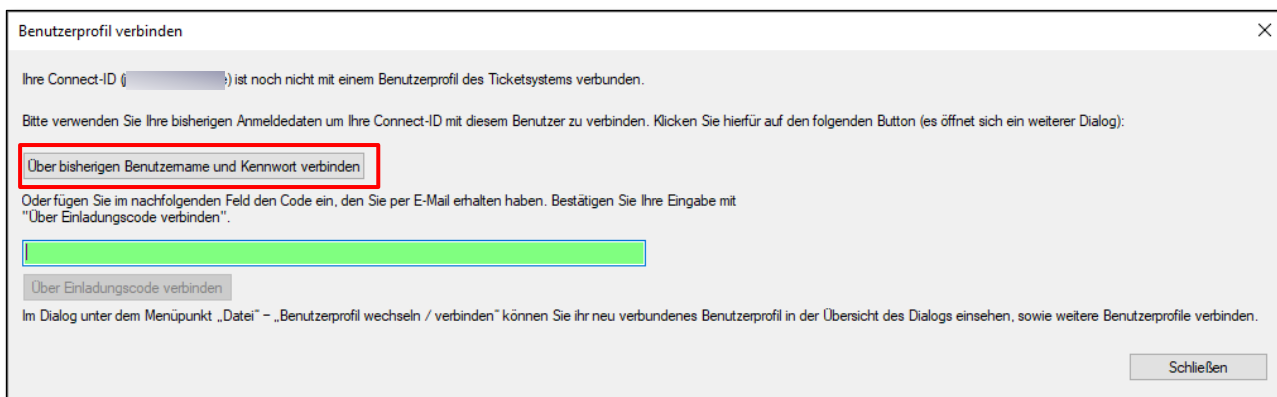 Benutzerprofil verbinden
Ihre Connect-ID () ist noch nicht mit einem Benutzerprofil des Ticketsystems verbunden.
Bitte verwenden Sie Ihre bisherigen Anmeldedaten um Ihre Connect-ID mit diesem Benutzer zu verbinden. Klicken Sie hierfür auf den folgenden Button (es öffnet sich ein weiterer Dialog):
Über bisherigen Benutzername und Kennwort verbinden
Oder fügen Sie im nachfolgenden Feld den Code ein, den Sie per E-Mail erhalten haben. Bestätigen Sie Ihre Eingabe mit
"Über Einladungscode verbinden".
Über Einladungscode verbinden
Im Dialog unter dem Menüpunkt „Datei“ – „Benutzerprofil wechseln / verbinden“ können Sie ihr neu verbundenes Benutzerprofil in der Übersicht des Dialogs einsehen, sowie weitere Benutzerprofile verbinden.
Schließen